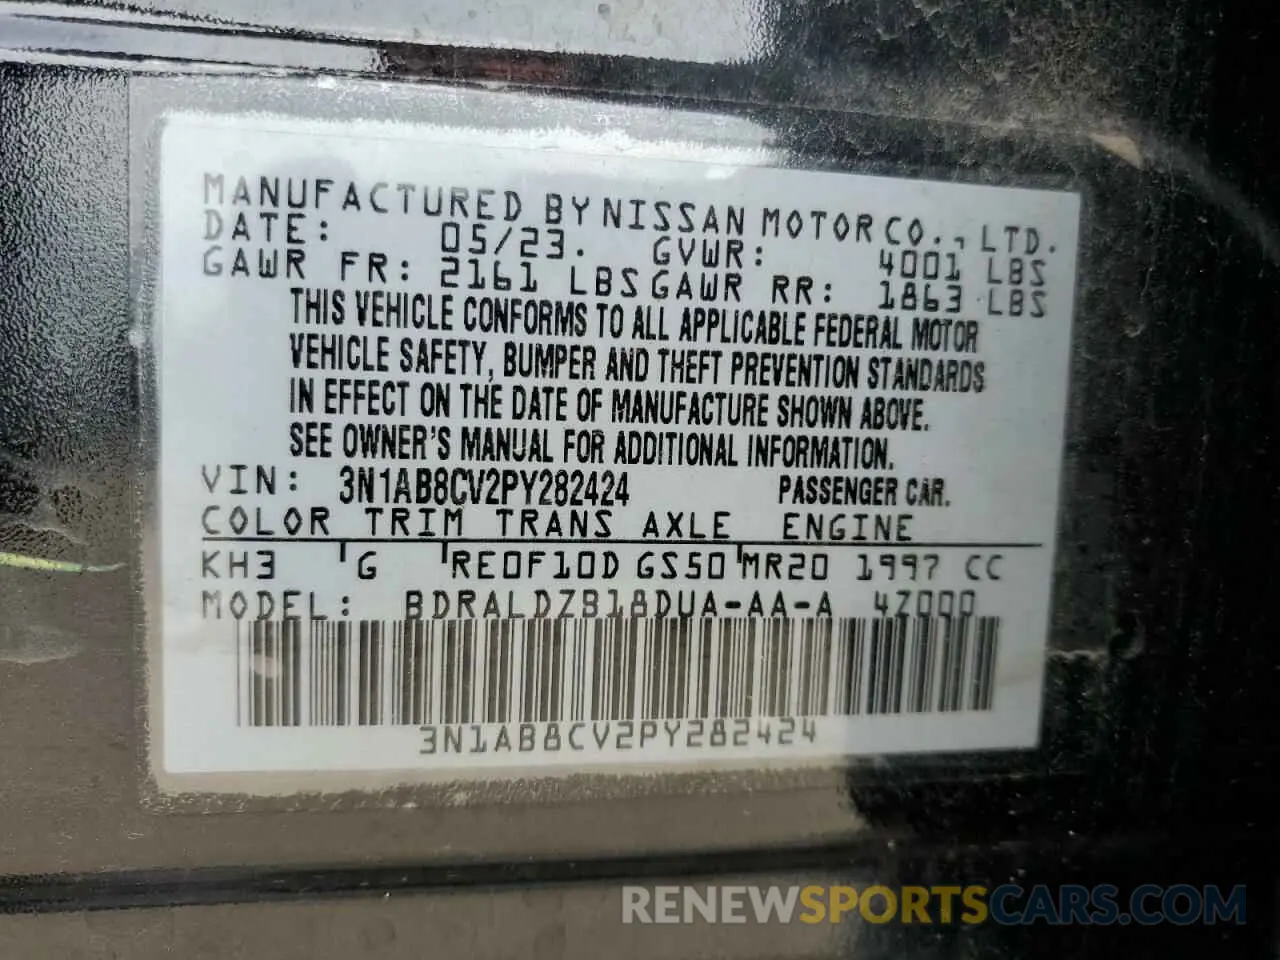 MANUFACTURED BY NISSAN MOTOR CO., LTD.
DATE: 05/23. GVWR: 4001 LBS
GAWR FR: 2161 LBS GAWR RR: 1863 LBS
THIS VEHICLE CONFORMS TO ALL APPLICABLE FEDERAL MOTOR
VEHICLE SAFETY, BUMPER AND THEFT PREVENTION STANDARDS
IN EFFECT ON THE DATE OF MANUFACTURE SHOWN ABOVE.
SEE OWNER'S MANUAL FOR ADDITIONAL INFORMATION.
VIN: 3N1AB8CV2PY282424 PASSENGER CAR.
COLOR TRIM TRANS AXLE ENGINE
KH3 G RE0F10D GS50 MR20 1997 CC
MODEL: BDRALDZB18DUA-AA-A 4Z000
3N1AB8CV2PY282424
RENEWSPORTSCARS.COM